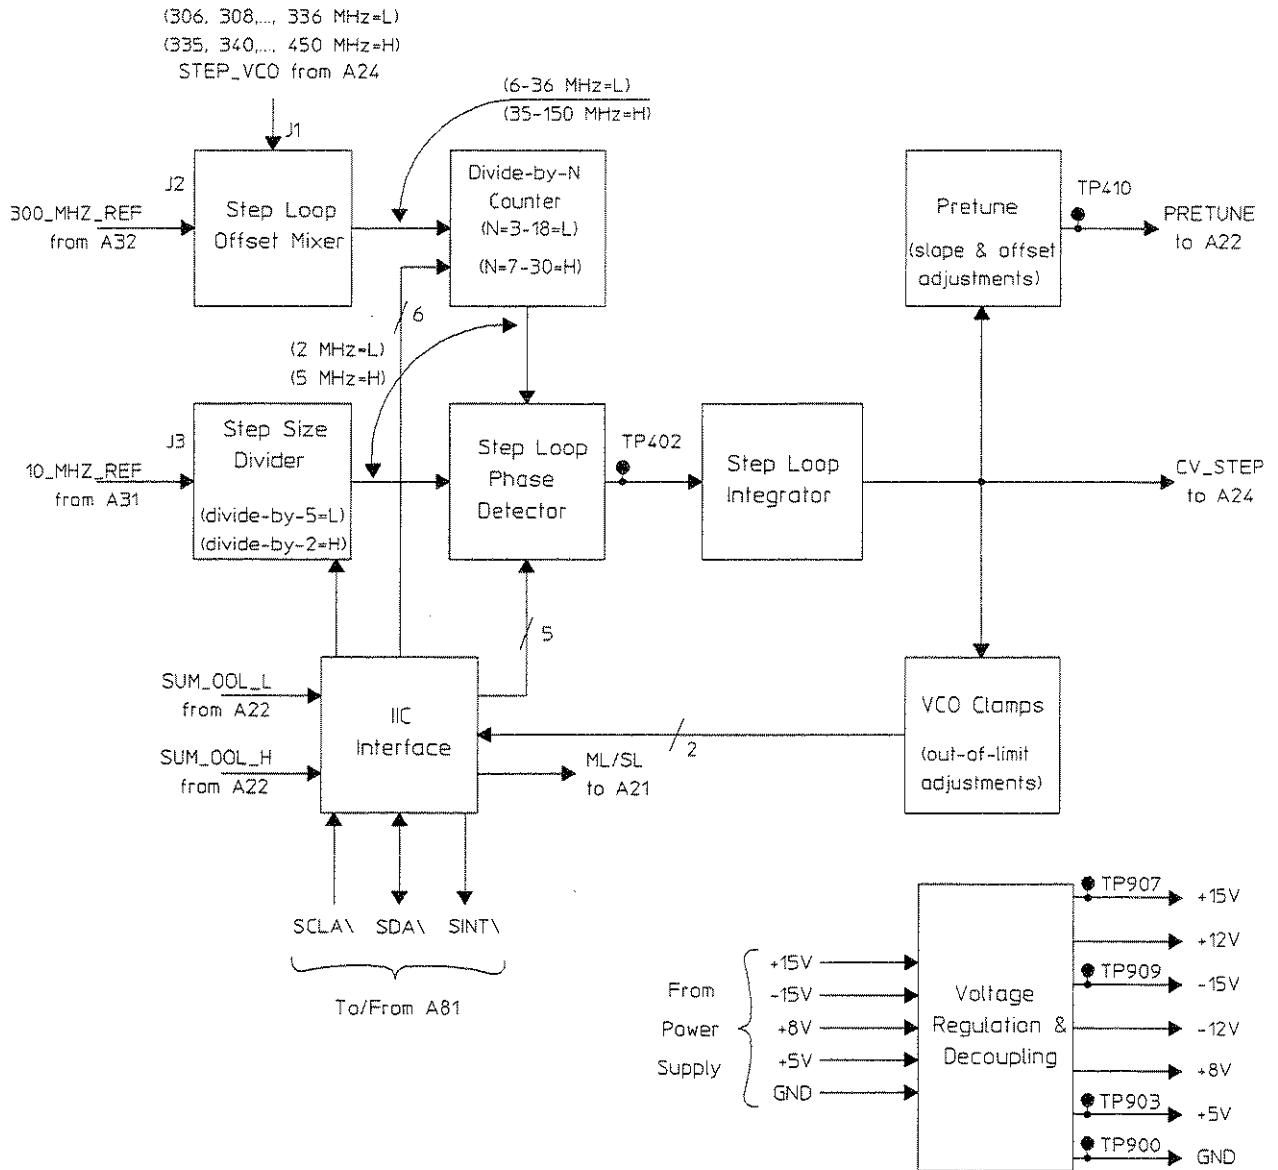 (306, 308,..., 336 MHz=L)
(335, 340,..., 450 MHz=H)
STEP_VCO from A24
J1
(6-36 MHz=L)
(35-150 MHz=H)
J2
300_MHZ_REF
from A32
Step Loop
Offset Mixer
Divide-by-N
Counter
(N=3-18=L)
(N=7-30=H)
6
Pretune
(slope & offset
adjustments)
TP410
PRETUNE
to A22
(2 MHz=L)
(5 MHz=H)
J3
10_MHZ_REF
from A31
Step Size
Divider
(divide-by-5=L)
(divide-by-2=H)
Step Loop
Phase
Detector
TP402
Step Loop
Integrator
CV_STEP
to A24
5
SUM_OOL_L
from A22
SUM_OOL_H
from A22
IIC
Interface
2
ML/SL
to A21
VCO Clamps
(out-of-limit
adjustments)
SCLA\ SDA\ SINT\
To/From A81
From
Power
Supply
+15V
-15V
+8V
+5V
GND
Voltage
Regulation &
Decoupling
TP907
+15V
+12V
TP909
-15V
-12V
+8V
TP903
+5V
TP900
GND